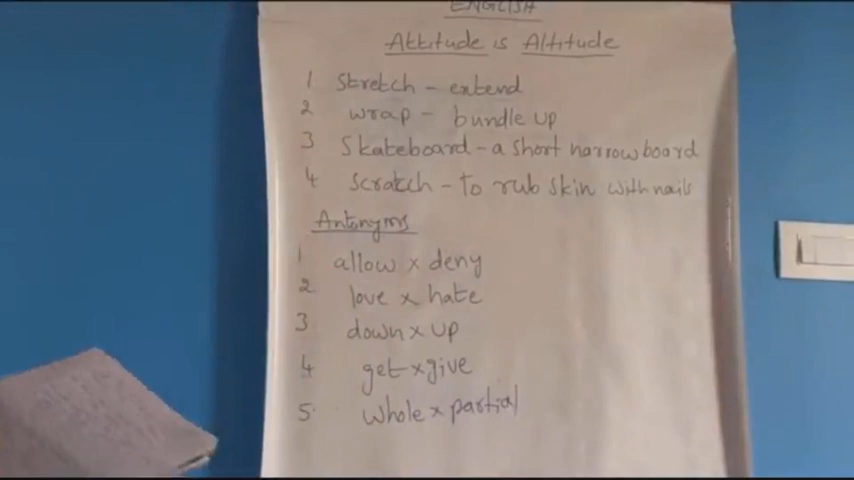 ENGLISH
Attitude is Altitude
1 Stretch - extend
2 wrap - bundle up
3 Skateboard - a short narrow board
4 Scratch - To rub skin with nails
Antonyms
1 allow x deny
2 love x hate
3 down x up
4 get x give
5 whole x partial